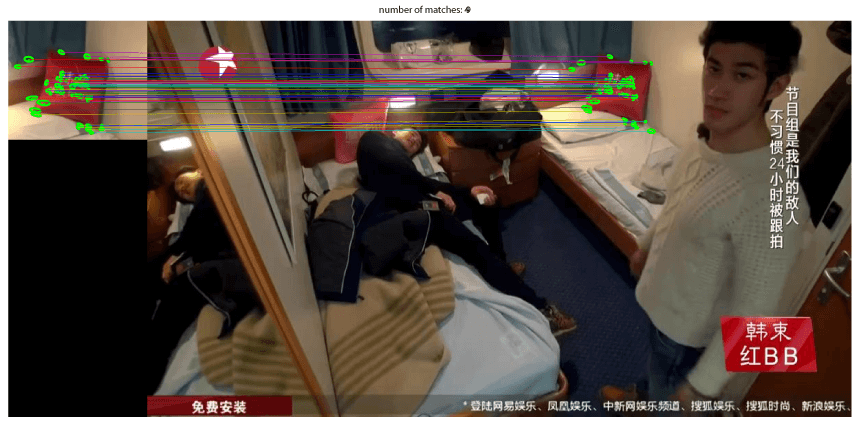 number of matches:
节目组是我们的敌人
不习惯24小时被跟拍
韩束
红BB
免费安装
* 登陆网易娱乐、凤凰娱乐、中新网娱乐频道、搜狐娱乐、搜狐时尚、新浪娱乐、